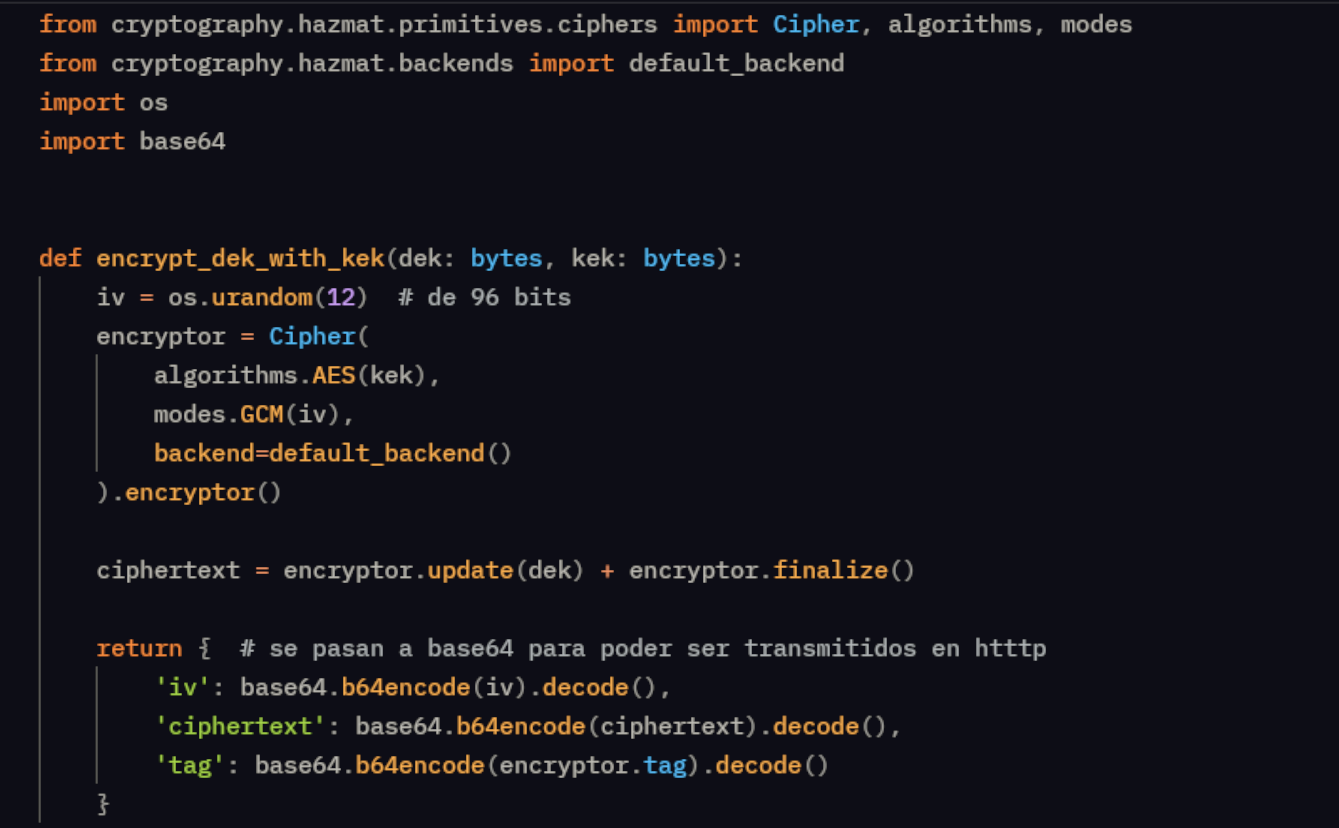 from cryptography.hazmat.primitives.ciphers import Cipher, algorithms, modes
from cryptography.hazmat.backends import default_backend
import os
import base64
def encrypt_dek_with_kek(dek: bytes, kek: bytes):
    iv = os.urandom(12)  # de 96 bits
    encryptor = Cipher(
        algorithms.AES(kek),
        modes.GCM(iv),
        backend=default_backend()
    ).encryptor()
    ciphertext = encryptor.update(dek) + encryptor.finalize()
    return {  # se pasan a base64 para poder ser transmitidos en htttp
        'iv': base64.b64encode(iv).decode(),
        'ciphertext': base64.b64encode(ciphertext).decode(),
        'tag': base64.b64encode(encryptor.tag).decode()
    }